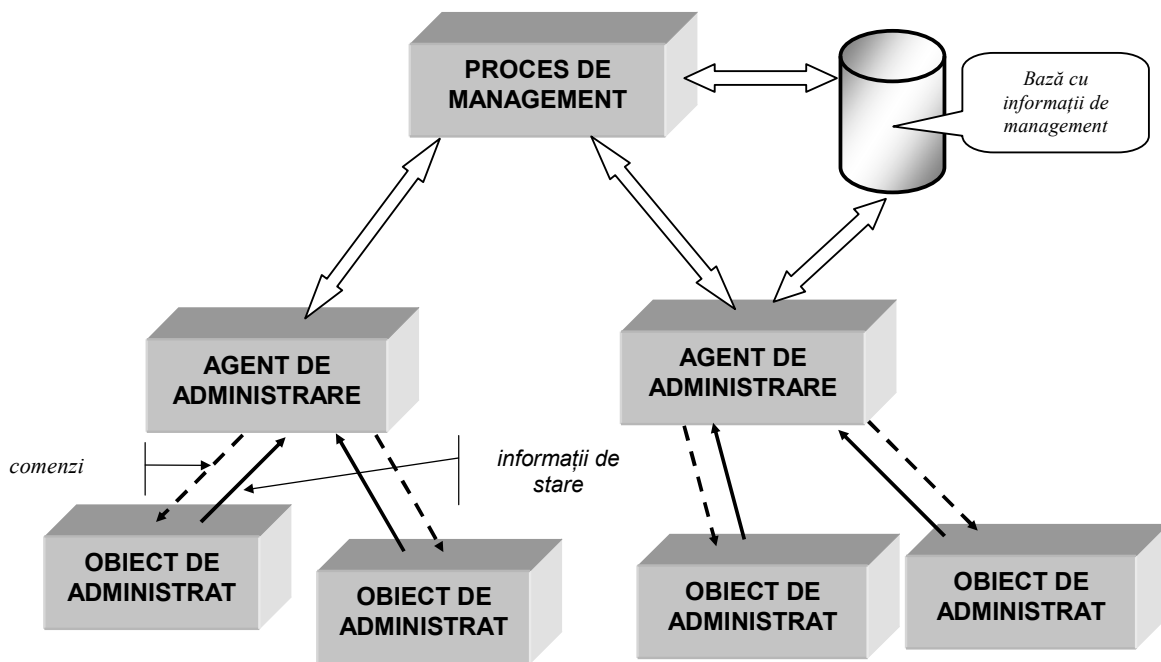 PROCES DE
MANAGEMENT
Bază cu
informații de
management
AGENT DE
ADMINISTRARE
AGENT DE
ADMINISTRARE
comenzi
informații de
stare
OBIECT DE
ADMINISTRAT
OBIECT DE
ADMINISTRAT
OBIECT DE
ADMINISTRAT
OBIECT DE
ADMINISTRAT